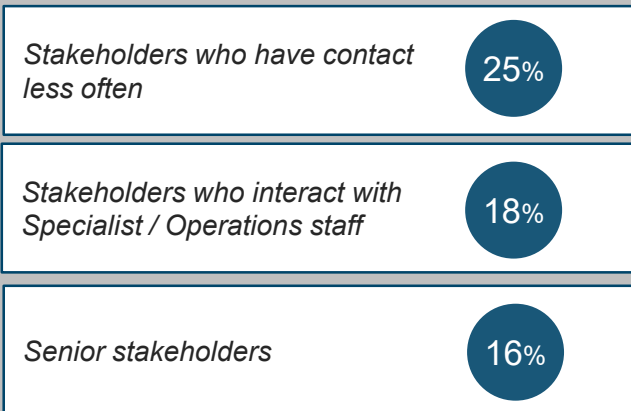 Stakeholders who have contact
less often
25%
Stakeholders who interact with
Specialist / Operations staff
18%
Senior stakeholders
16%